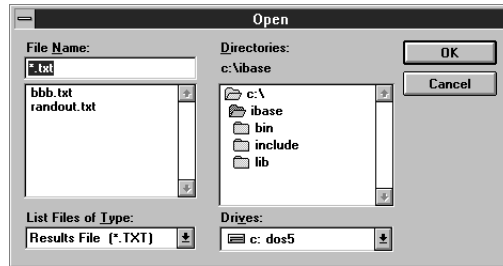 Open
File Name:
*.txt
bbb.txt
randout.txt
List Files of Type:
Results File (*.TXT)
Directories:
c:\ibase
c:\
ibase
bin
include
lib
Drives:
c: dos5
OK
Cancel